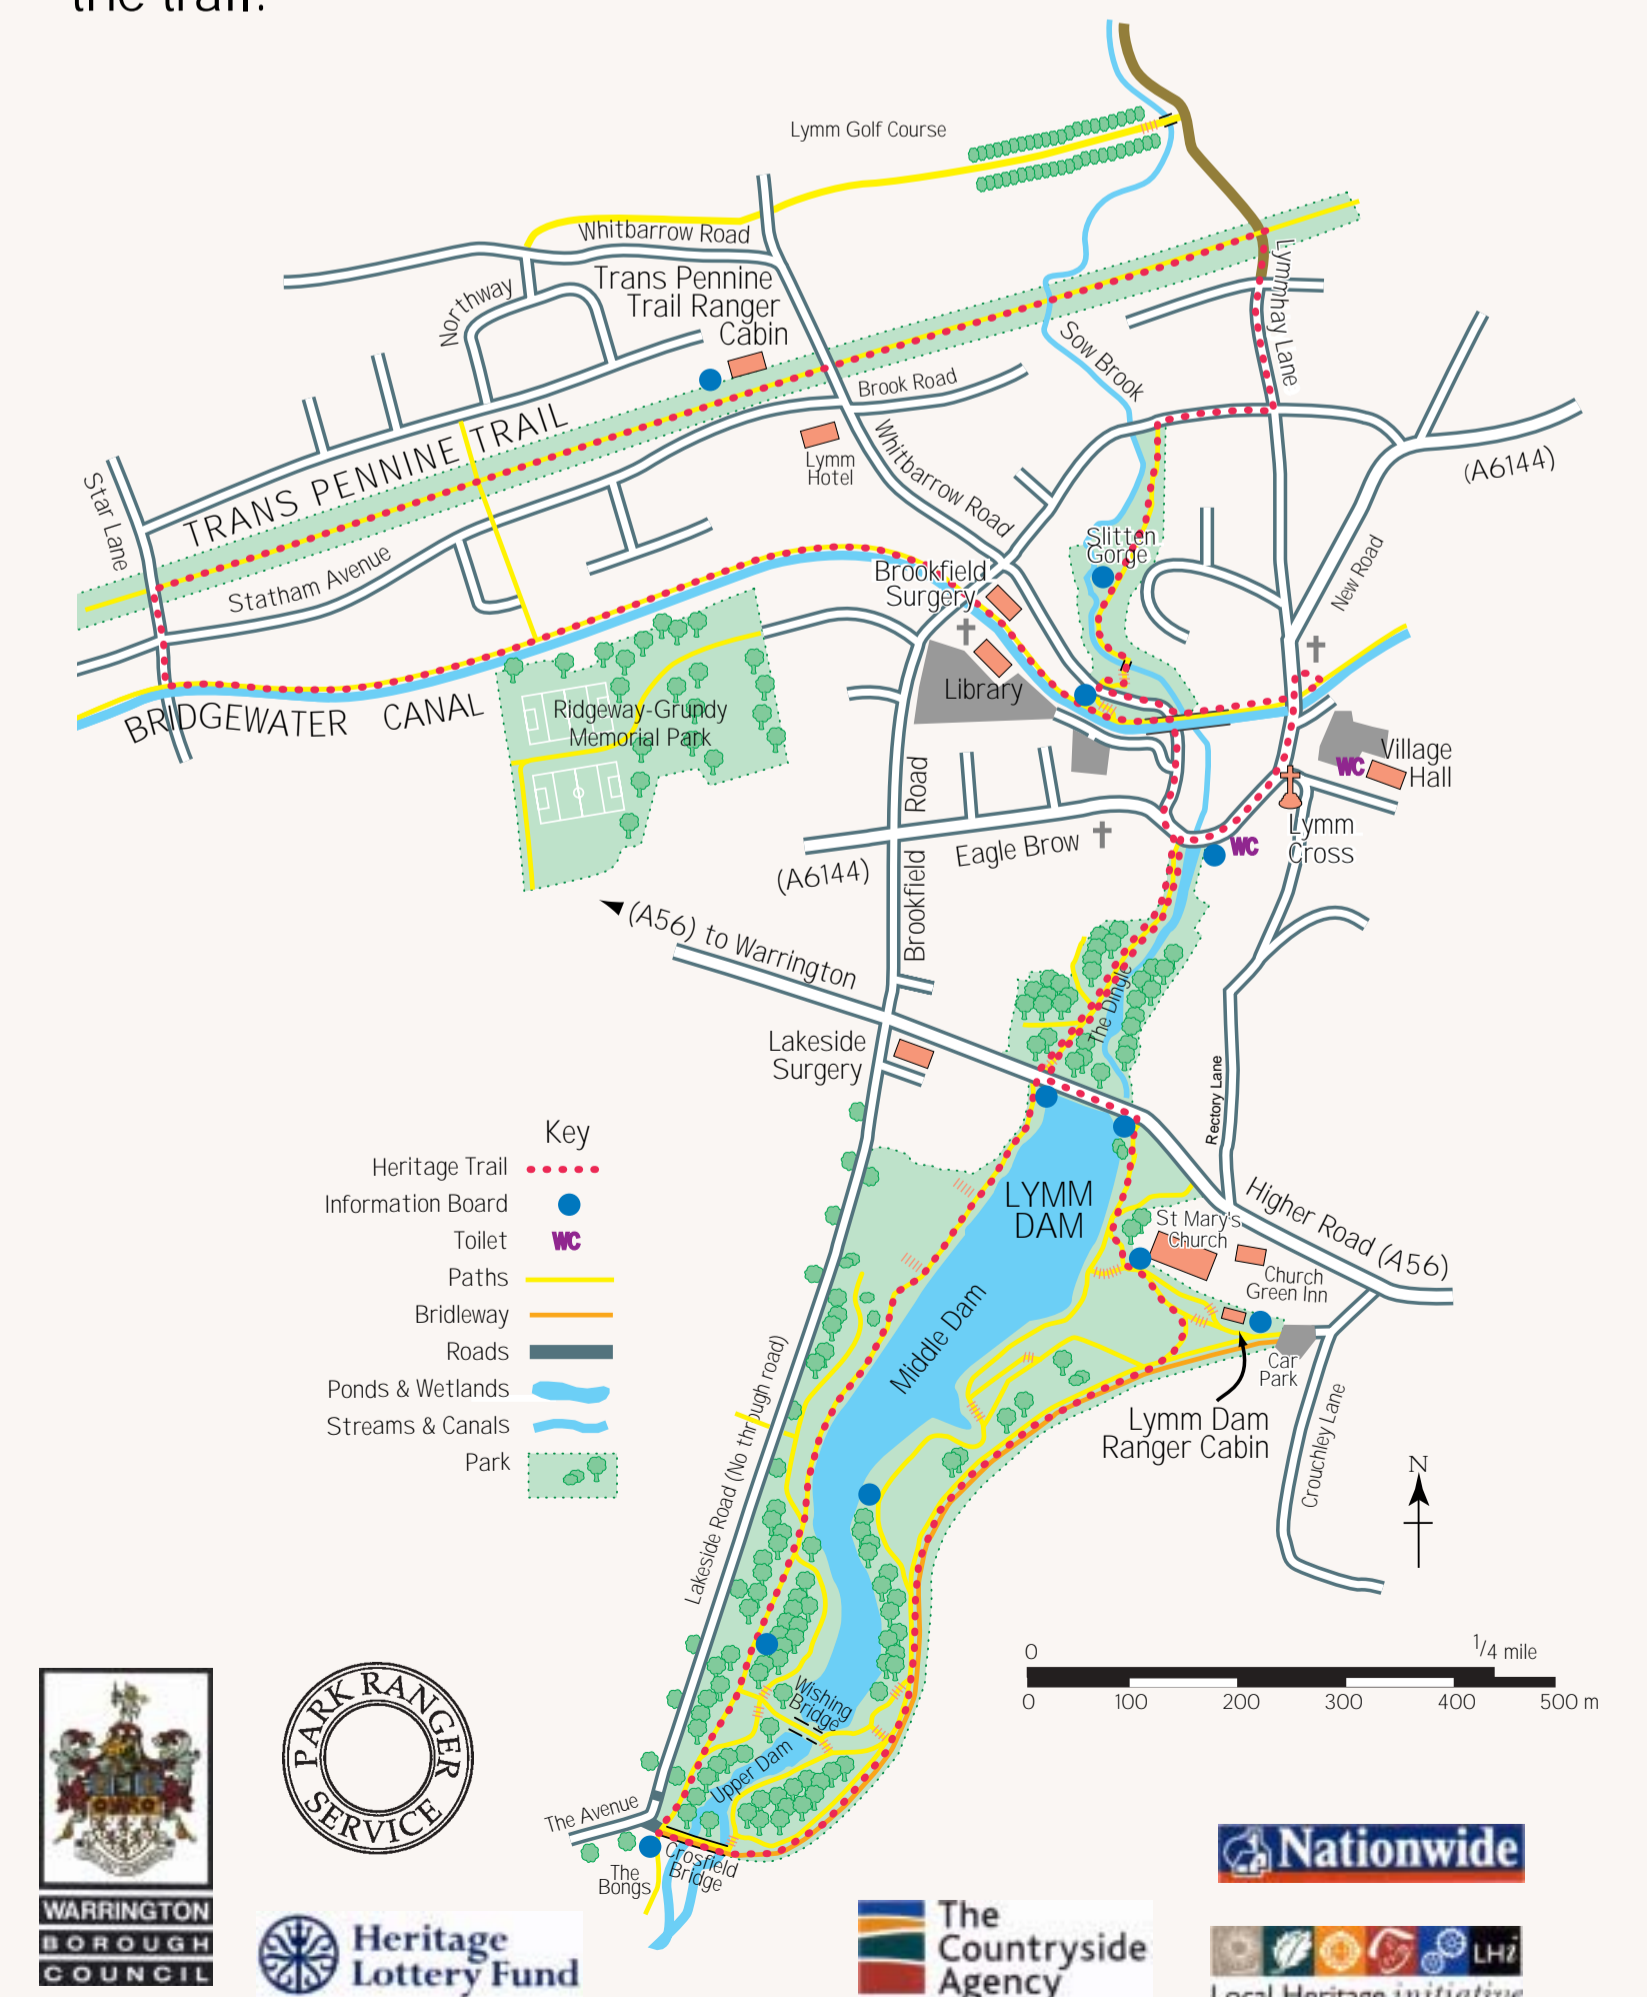 the trail.
Lymm Golf Course
Whitbarrow Road
Northway
Trans Pennine
Trail Ranger
Cabin
Lymmhay Lane
Sow Brook
Brook Road
TRANS PENNINE TRAIL
Lymm
Hotel
Whitbarrow Road
(A6144)
Star Lane
Statham Avenue
Slitten
Gorge
New Road
Brookfield
Surgery
Library
BRIDGEWATER CANAL
Ridgeway-Grundy
Memorial Park
WC
Village
Hall
Lymm
Cross
WC
Eagle Brow
(A6144)
Brookfield Road
(A56) to Warrington
The Dingle
Lakeside
Surgery
Rectory Lane
Key
Heritage Trail
Information Board
Toilet WC
Paths
Bridleway
Roads
Ponds & Wetlands
Streams & Canals
Park
LYMM
DAM
St Mary's
Church
Higher Road (A56)
Church
Green Inn
Middle Dam
Car
Park
Lymm Dam
Ranger Cabin
Crouchley Lane
Lakeside Road (No through road)
N
0 1/4 mile
0 100 200 300 400 500 m
Wishing
Bridge
Upper Dam
The Avenue
Crosfield
Bridge
The
Bongs
PARK RANGER
SERVICE
WARRINGTON
BOROUGH
COUNCIL
Heritage
Lottery Fund
The
Countryside
Agency
Nationwide
LHi
Local Heritage initiative